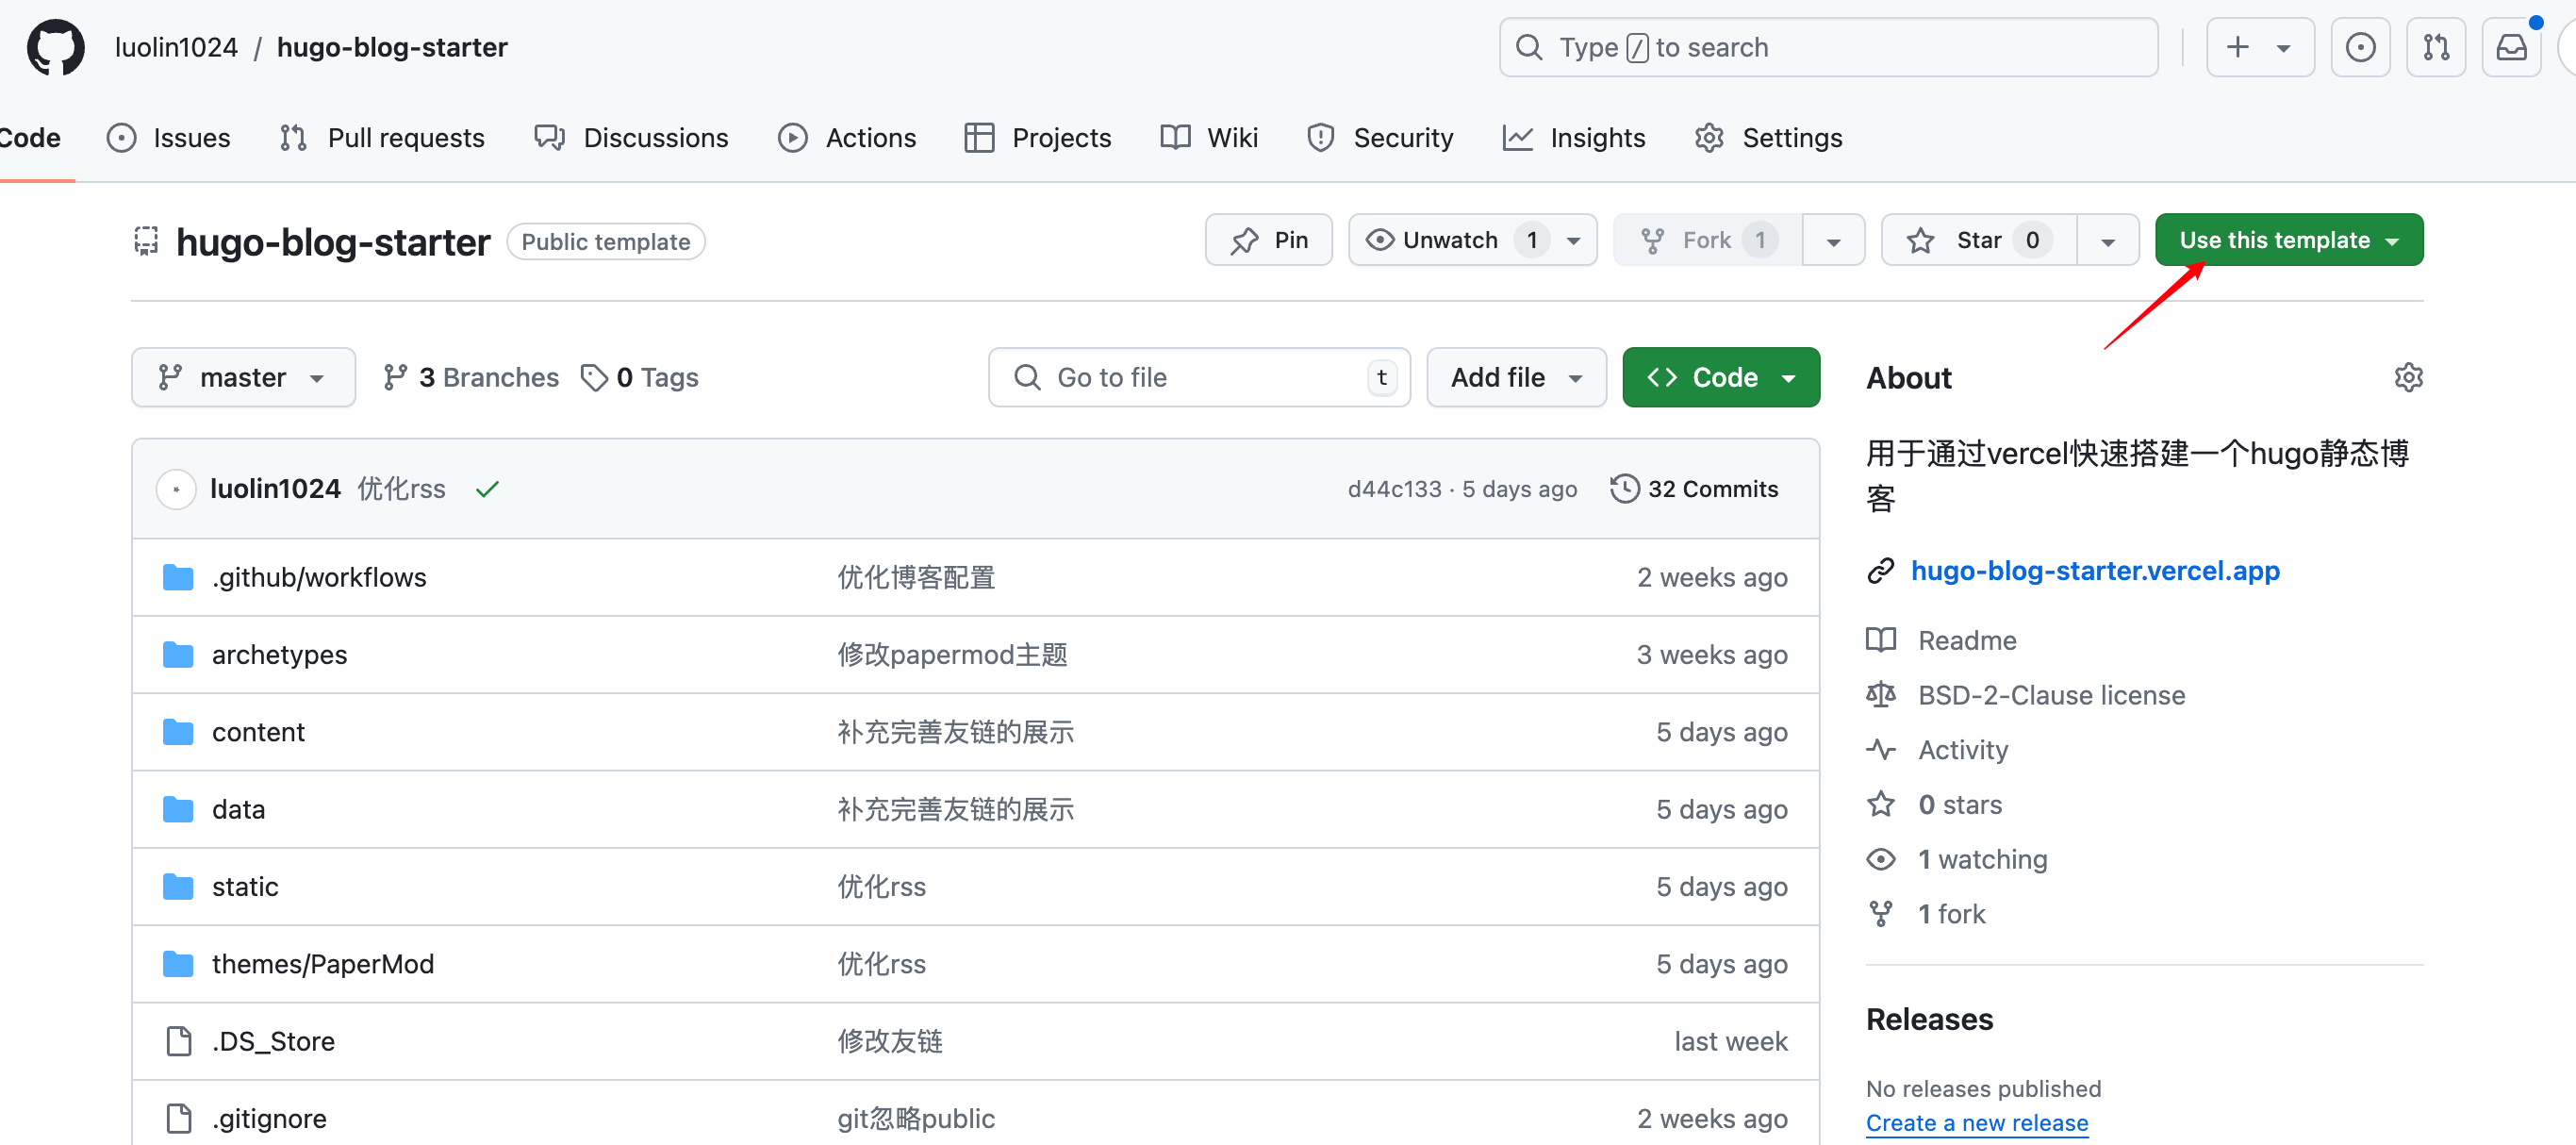 luolin1024 / hugo-blog-starter
Type / to search
Code
Issues
Pull requests
Discussions
Actions
Projects
Wiki
Security
Insights
Settings
hugo-blog-starter
Public template
Pin
Unwatch 1
Fork 1
Star 0
Use this template
master
3 Branches
0 Tags
Go to file
t
Add file
Code
luolin1024 优化rss
d44c133 · 5 days ago
32 Commits
.github/workflows 优化博客配置 2 weeks ago
archetypes 修改papermod主题 3 weeks ago
content 补充完善友链的展示 5 days ago
data 补充完善友链的展示 5 days ago
static 优化rss 5 days ago
themes/PaperMod 优化rss 5 days ago
.DS_Store 修改友链 last week
.gitignore git忽略public 2 weeks ago
About
用于通过vercel快速搭建一个hugo静态博
客
hugo-blog-starter.vercel.app
Readme
BSD-2-Clause license
Activity
0 stars
1 watching
1 fork
Releases
No releases published
Create a new release